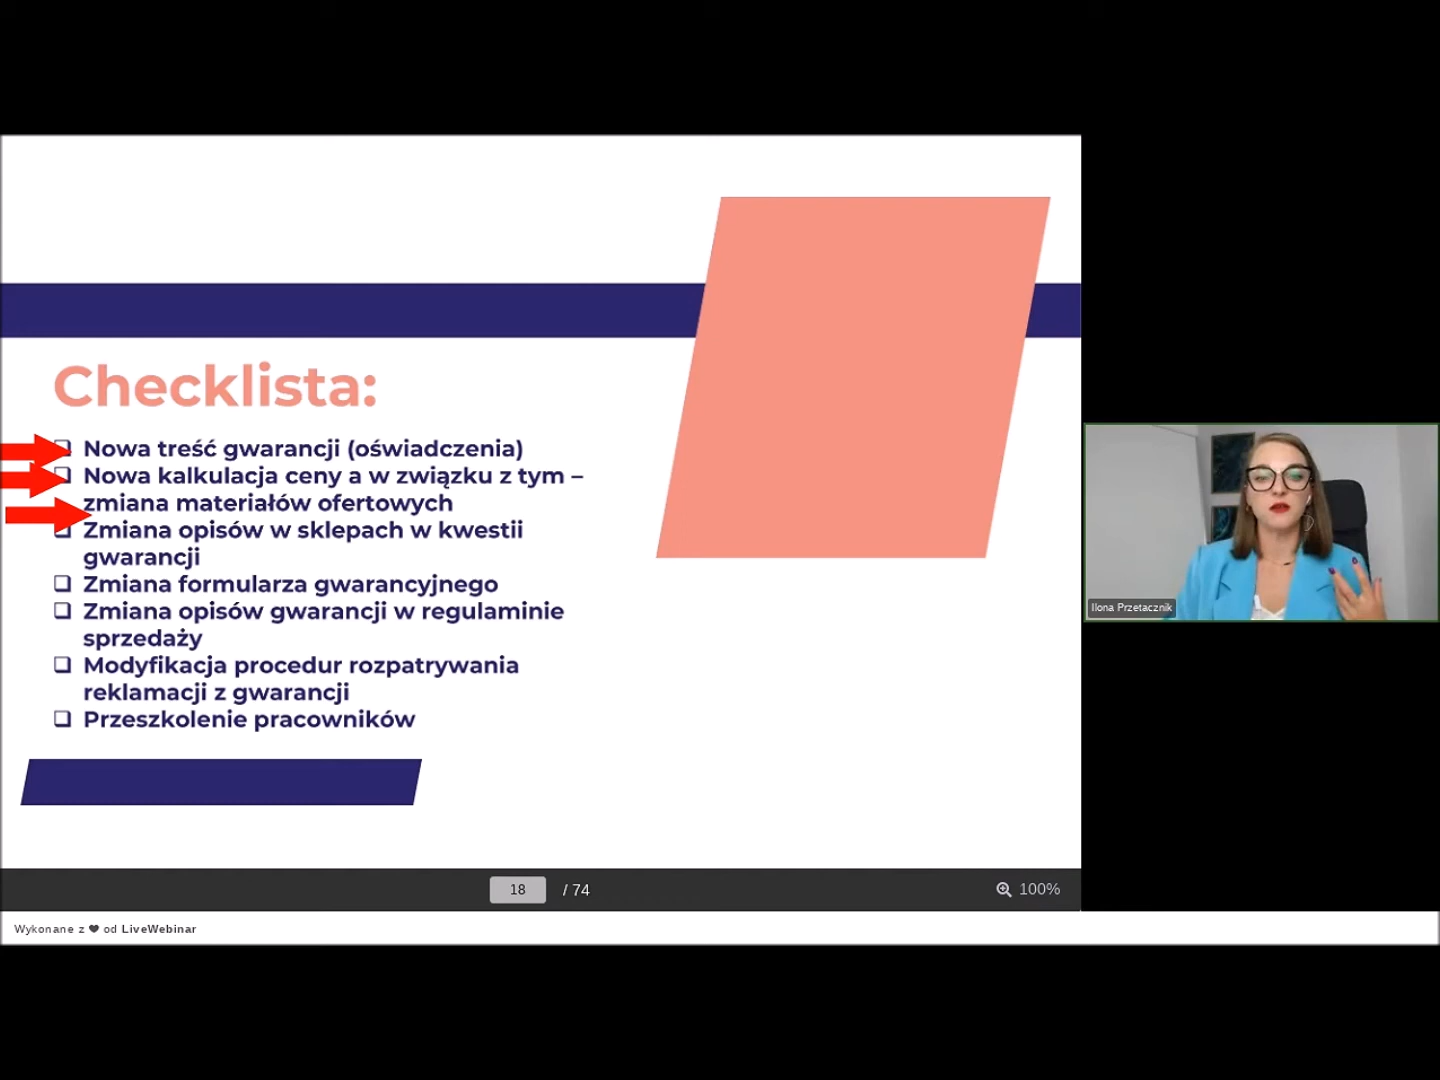 Checklista:
❑ Nowa treść gwarancji (oświadczenia)
❑ Nowa kalkulacja ceny a w związku z tym –
zmiana materiałów ofertowych
❑ Zmiana opisów w sklepach w kwestii
gwarancji
❑ Zmiana formularza gwarancyjnego
❑ Zmiana opisów gwarancji w regulaminie
sprzedaży
❑ Modyfikacja procedur rozpatrywania
reklamacji z gwarancji
❑ Przeszkolenie pracowników
Ilona Przetacznik
18 / 74
100%
Wykonane z ♥ od LiveWebinar